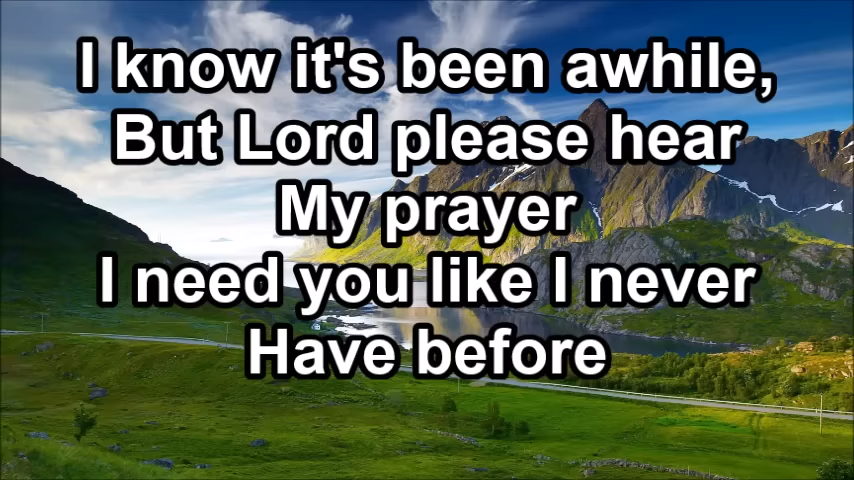 I know it's been awhile,
But Lord please hear
My prayer
I need you like I never
Have before